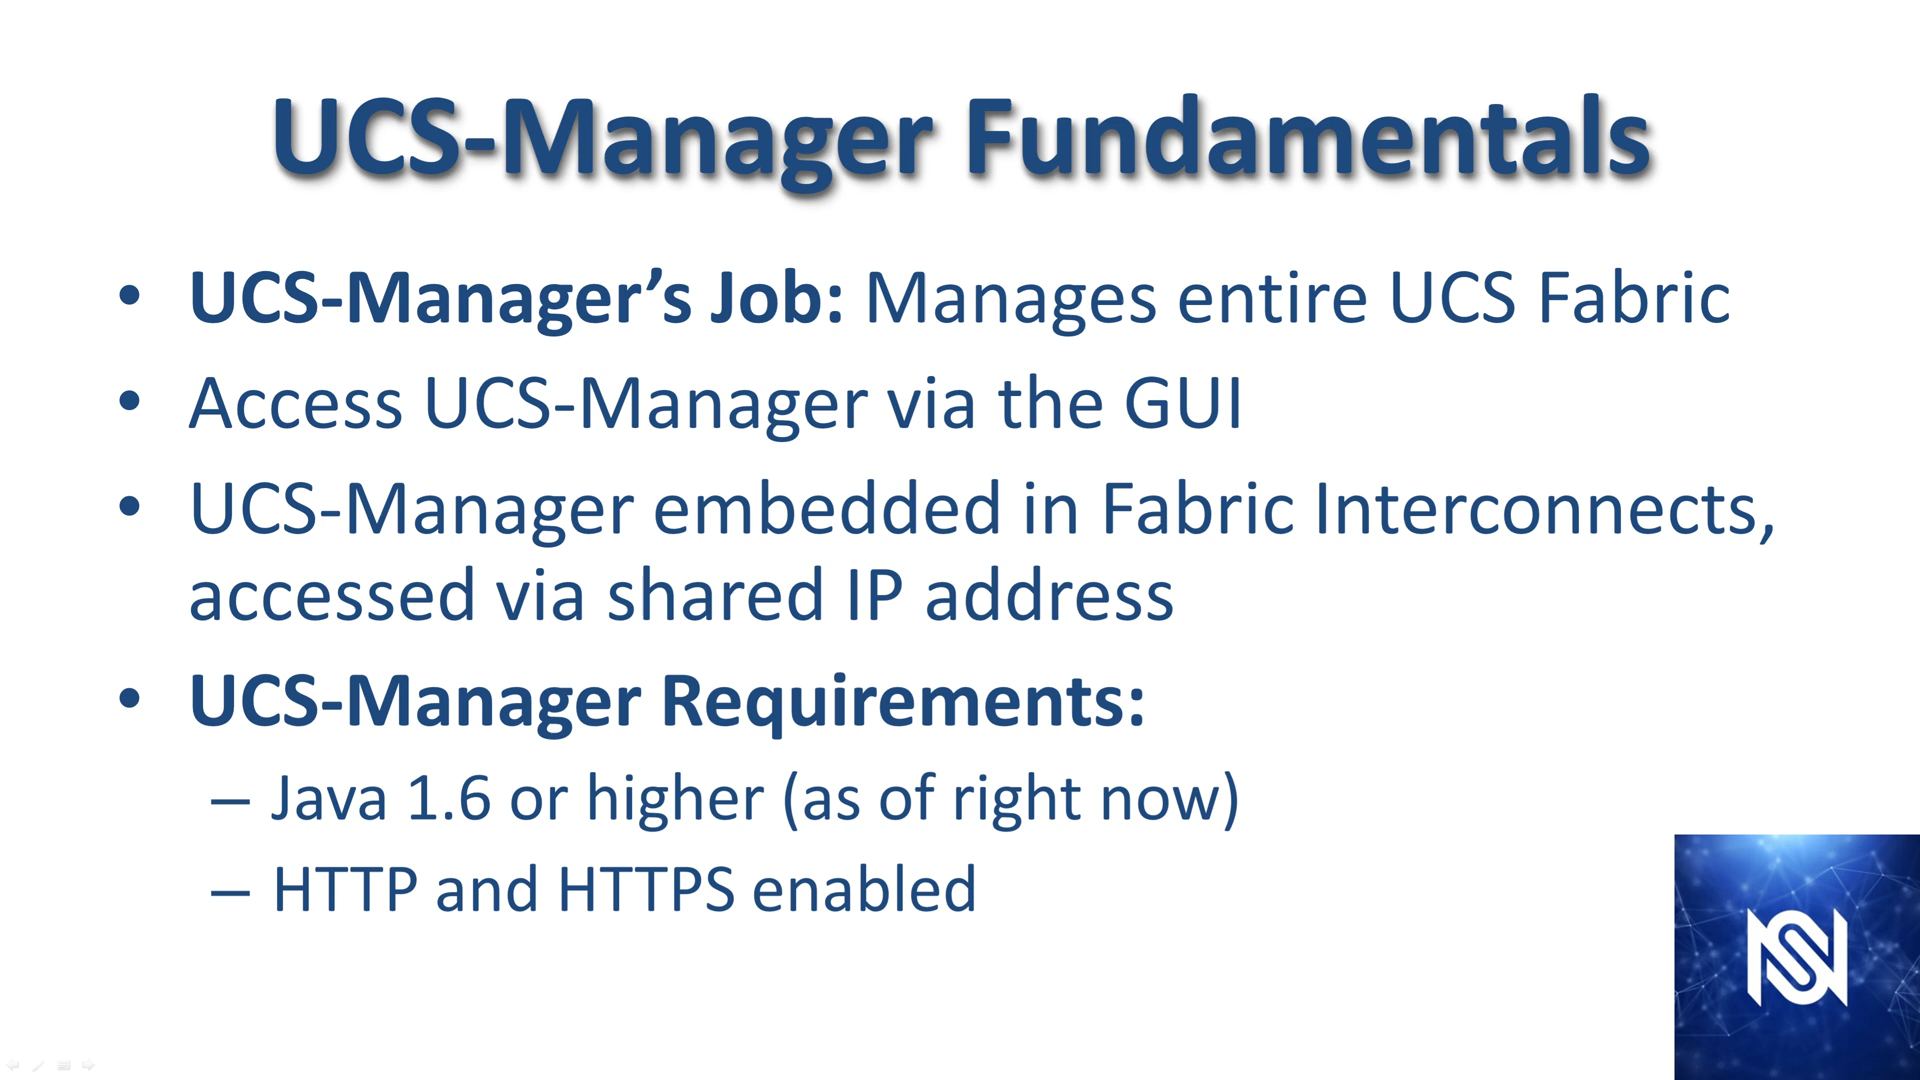 UCS-Manager Fundamentals
• UCS-Manager’s Job: Manages entire UCS Fabric
• Access UCS-Manager via the GUI
• UCS-Manager embedded in Fabric Interconnects,
accessed via shared IP address
• UCS-Manager Requirements:
– Java 1.6 or higher (as of right now)
– HTTP and HTTPS enabled